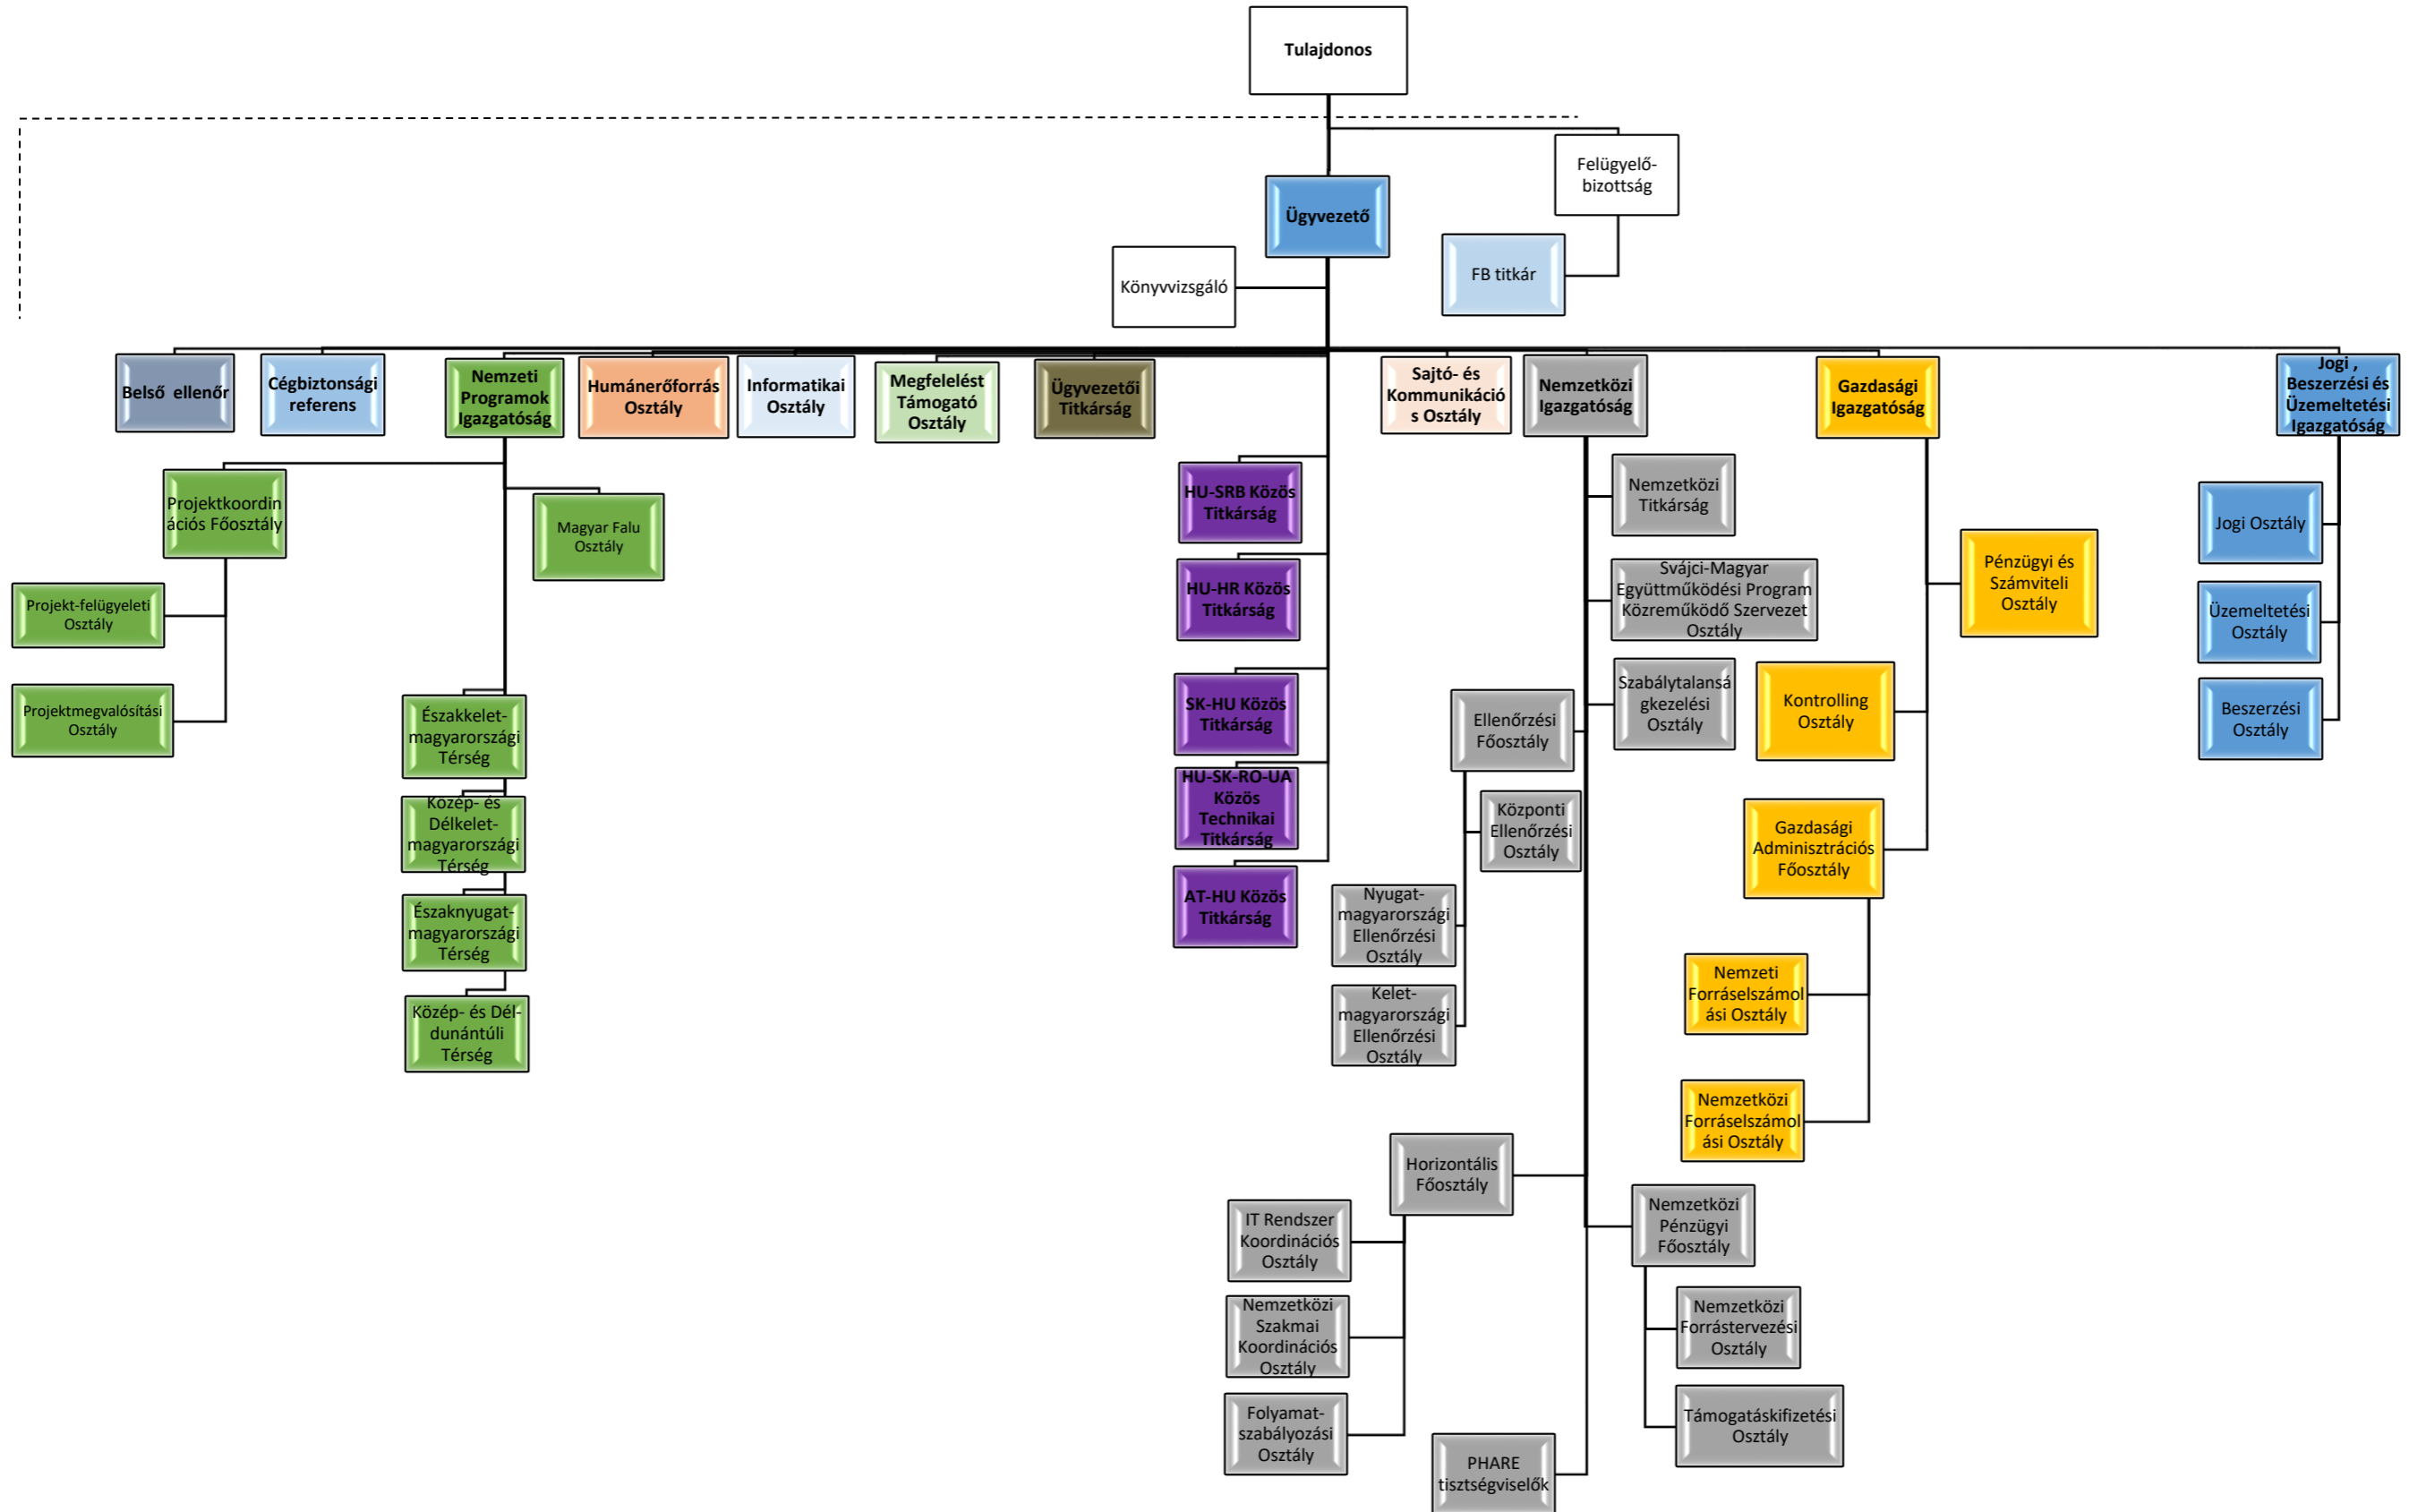 Tulajdonos
Felügyelő-
bizottság
Ügyvezető
FB titkár
Könyvvizsgáló
Belső ellenőr
Cégbiztonsági
referens
Nemzeti
Programok
Igazgatóság
Humánerőforrás
Osztály
Informatikai
Osztály
Megfelelést
Támogató
Osztály
Ügyvezetői
Titkárság
Sajtó- és
Kommunikáció
s Osztály
Nemzetközi
Igazgatóság
Gazdasági
Igazgatóság
Jogi ,
Beszerzési és
Üzemeltetési
Igazgatóság
Projektkoordin
ációs Főosztály
Magyar Falu
Osztály
Projekt-felügyeleti
Osztály
Projektmegvalósítási
Osztály
Északkelet-
magyarországi
Térség
Közép- és
Délkelet-
magyarországi
Térség
Északnyugat-
magyarországi
Térség
Közép- és Dél-
dunántúli
Térség
HU-SRB Közös
Titkárság
HU-HR Közös
Titkárság
SK-HU Közös
Titkárság
HU-SK-RO-UA
Közös
Technikai
Titkárság
AT-HU Közös
Titkárság
Nemzetközi
Titkárság
Svájci-Magyar
Együttműködési Program
Közreműködő Szervezet
Osztály
Szabálytalansá
gkezelési
Osztály
Ellenőrzési
Főosztály
Központi
Ellenőrzési
Osztály
Nyugat-
magyarországi
Ellenőrzési
Osztály
Kelet-
magyarországi
Ellenőrzési
Osztály
Horizontális
Főosztály
IT Rendszer
Koordinációs
Osztály
Nemzetközi
Szakmai
Koordinációs
Osztály
Folyamat-
szabályozási
Osztály
PHARE
tisztségviselők
Nemzetközi
Pénzügyi
Főosztály
Nemzetközi
Forrástervezési
Osztály
Támogatáskifizetési
Osztály
Pénzügyi és
Számviteli
Osztály
Kontrolling
Osztály
Gazdasági
Adminisztrációs
Főosztály
Nemzeti
Forráselszámol
ási Osztály
Nemzetközi
Forráselszámol
ási Osztály
Jogi Osztály
Üzemeltetési
Osztály
Beszerzési
Osztály